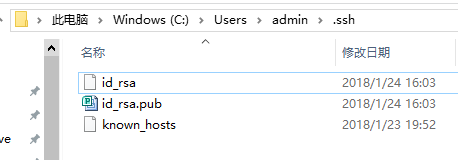 此电脑 > Windows (C:) > Users > admin > .ssh
名称 修改日期
id_rsa 2018/1/24 16:03
id_rsa.pub 2018/1/24 16:03
known_hosts 2018/1/23 19:52
ve